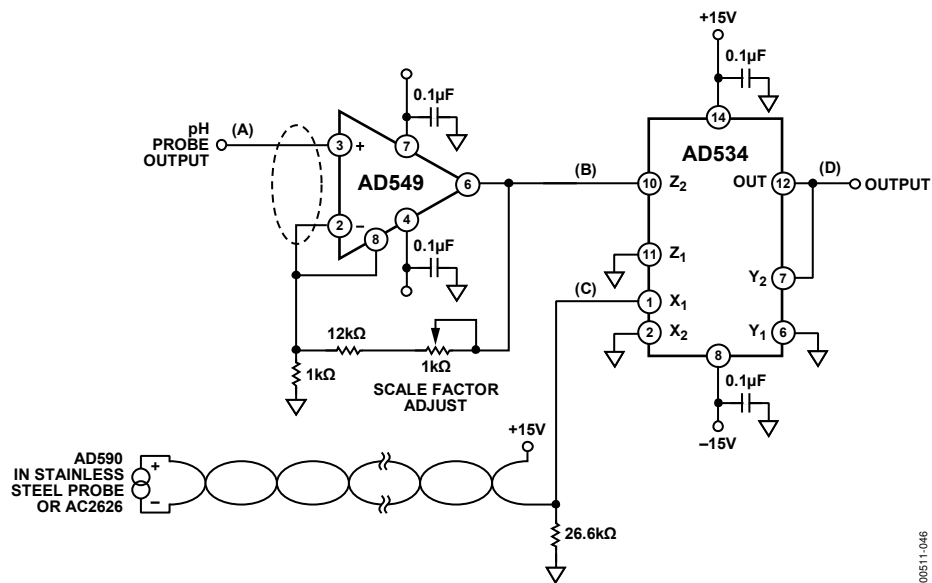 +15V
0.1µF
0.1µF
pH
PROBE
OUTPUT
(A)
3
+
7
14
AD549
AD534
6
(B)
10
Z2
OUT
12
(D)
OUTPUT
2
–
8
4
0.1µF
11
Z1
Y2
7
(C)
1
X1
2
X2
Y1
6
12kΩ
1kΩ
1kΩ
SCALE FACTOR
ADJUST
8
0.1µF
–15V
+15V
AD590
IN STAINLESS
STEEL PROBE
OR AC2626
+
–
26.6kΩ
00511-046